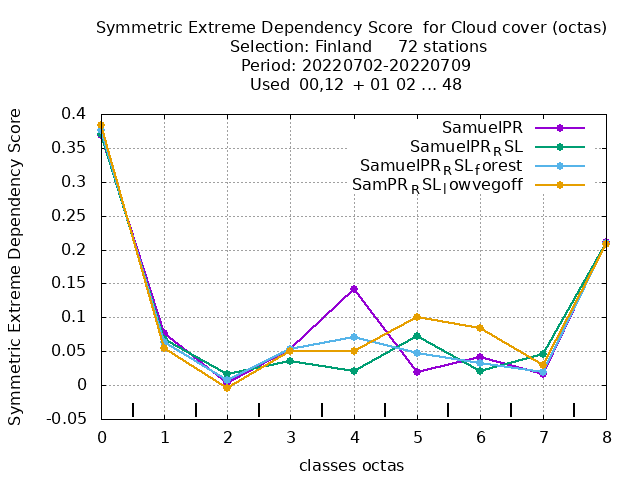 Symmetric Extreme Dependency Score  for Cloud cover (octas)
Selection: Finland     72 stations
Period: 20220702-20220709
Used  00,12  + 01 02 ... 48
Symmetric Extreme Dependency Score
0.4
0.35
0.3
0.25
0.2
0.15
0.1
0.05
0
-0.05
SamuelPR
SamuelPR_RSL
SamuelPR_RSL_forest
SamPR_RSL_lowvegoff
0 1 2 3 4 5 6 7 8
classes octas